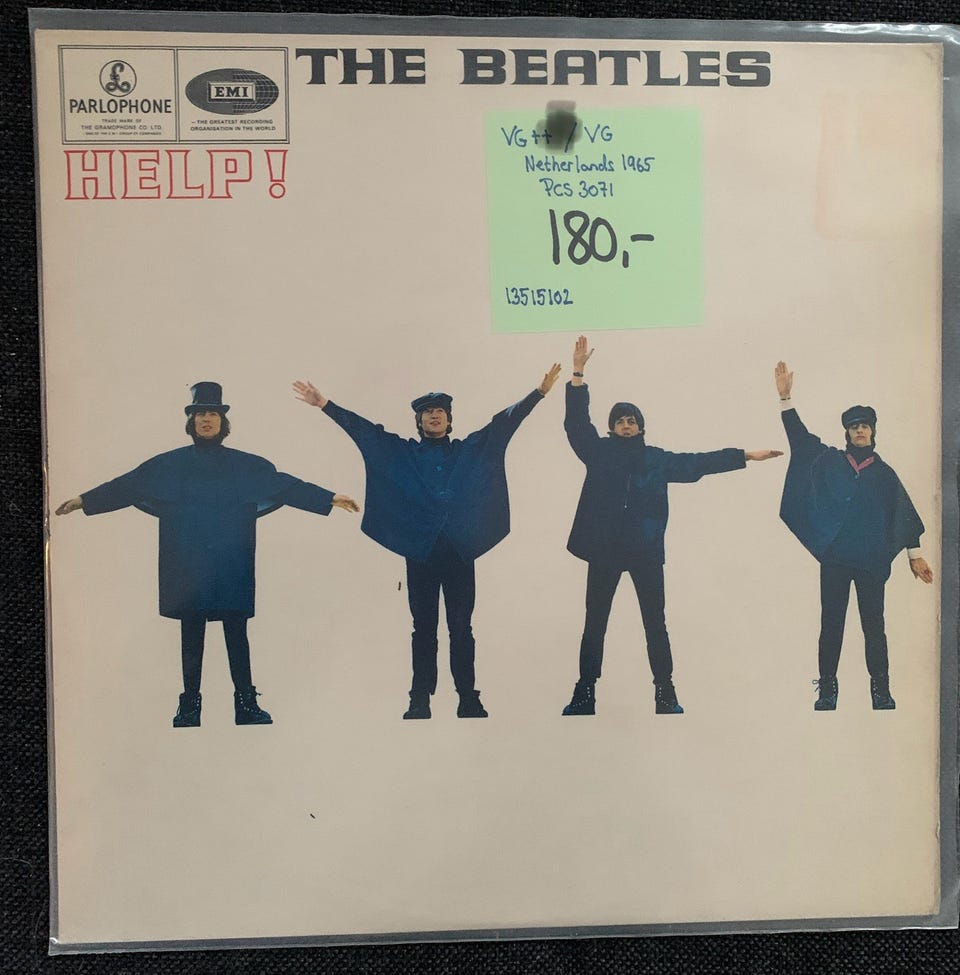 THE BEATLES
PARLOPHONE
TRADE MARK OF
THE GRAMOPHONE CO. LTD.
EMI
— THE GREATEST RECORDING
ORGANISATION IN THE WORLD
HELP!
VG++ / VG
Netherlands 1965
PCS 3071
180,-
13515102